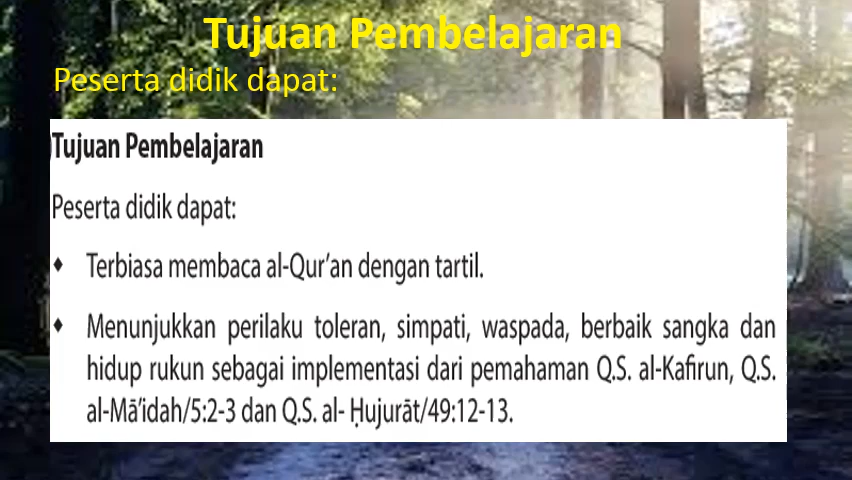 Tujuan Pembelajaran
Peserta didik dapat:
Tujuan Pembelajaran
Peserta didik dapat:
♦ Terbiasa membaca al-Qur’an dengan tartil.
♦ Menunjukkan perilaku toleran, simpati, waspada, berbaik sangka dan
hidup rukun sebagai implementasi dari pemahaman Q.S. al-Kafirun, Q.S.
al-Mā’idah/5:2-3 dan Q.S. al- Ḥujurāt/49:12-13.